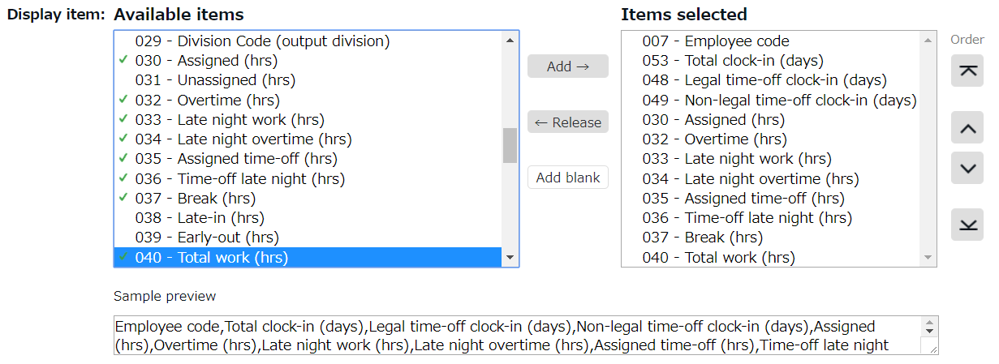 Display item:
Available items
029 - Division Code (output division)
✓ 030 - Assigned (hrs)
031 - Unassigned (hrs)
✓ 032 - Overtime (hrs)
✓ 033 - Late night work (hrs)
✓ 034 - Late night overtime (hrs)
✓ 035 - Assigned time-off (hrs)
✓ 036 - Time-off late night (hrs)
✓ 037 - Break (hrs)
038 - Late-in (hrs)
039 - Early-out (hrs)
✓ 040 - Total work (hrs)
Add →
← Release
Add blank
Items selected
007 - Employee code
053 - Total clock-in (days)
048 - Legal time-off clock-in (days)
049 - Non-legal time-off clock-in (days)
030 - Assigned (hrs)
032 - Overtime (hrs)
033 - Late night work (hrs)
034 - Late night overtime (hrs)
035 - Assigned time-off (hrs)
036 - Time-off late night (hrs)
037 - Break (hrs)
040 - Total work (hrs)
Order
Sample preview
Employee code,Total clock-in (days),Legal time-off clock-in (days),Non-legal time-off clock-in (days),Assigned
(hrs),Overtime (hrs),Late night work (hrs),Late night overtime (hrs),Assigned time-off (hrs),Time-off late night